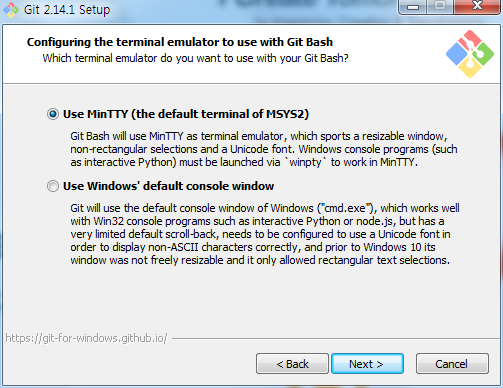 Git 2.14.1 Setup
Configuring the terminal emulator to use with Git Bash
Which terminal emulator do you want to use with your Git Bash?
Use MinTTY (the default terminal of MSYS2)
Git Bash will use MinTTY as terminal emulator, which sports a resizable window,
non-rectangular selections and a Unicode font. Windows console programs (such
as interactive Python) must be launched via `winpty` to work in MinTTY.
Use Windows' default console window
Git will use the default console window of Windows ("cmd.exe"), which works well
with Win32 console programs such as interactive Python or node.js, but has a
very limited default scroll-back, needs to be configured to use a Unicode font in
order to display non-ASCII characters correctly, and prior to Windows 10 its
window was not freely resizable and it only allowed rectangular text selections.
https://git-for-windows.github.io/
< Back
Next >
Cancel